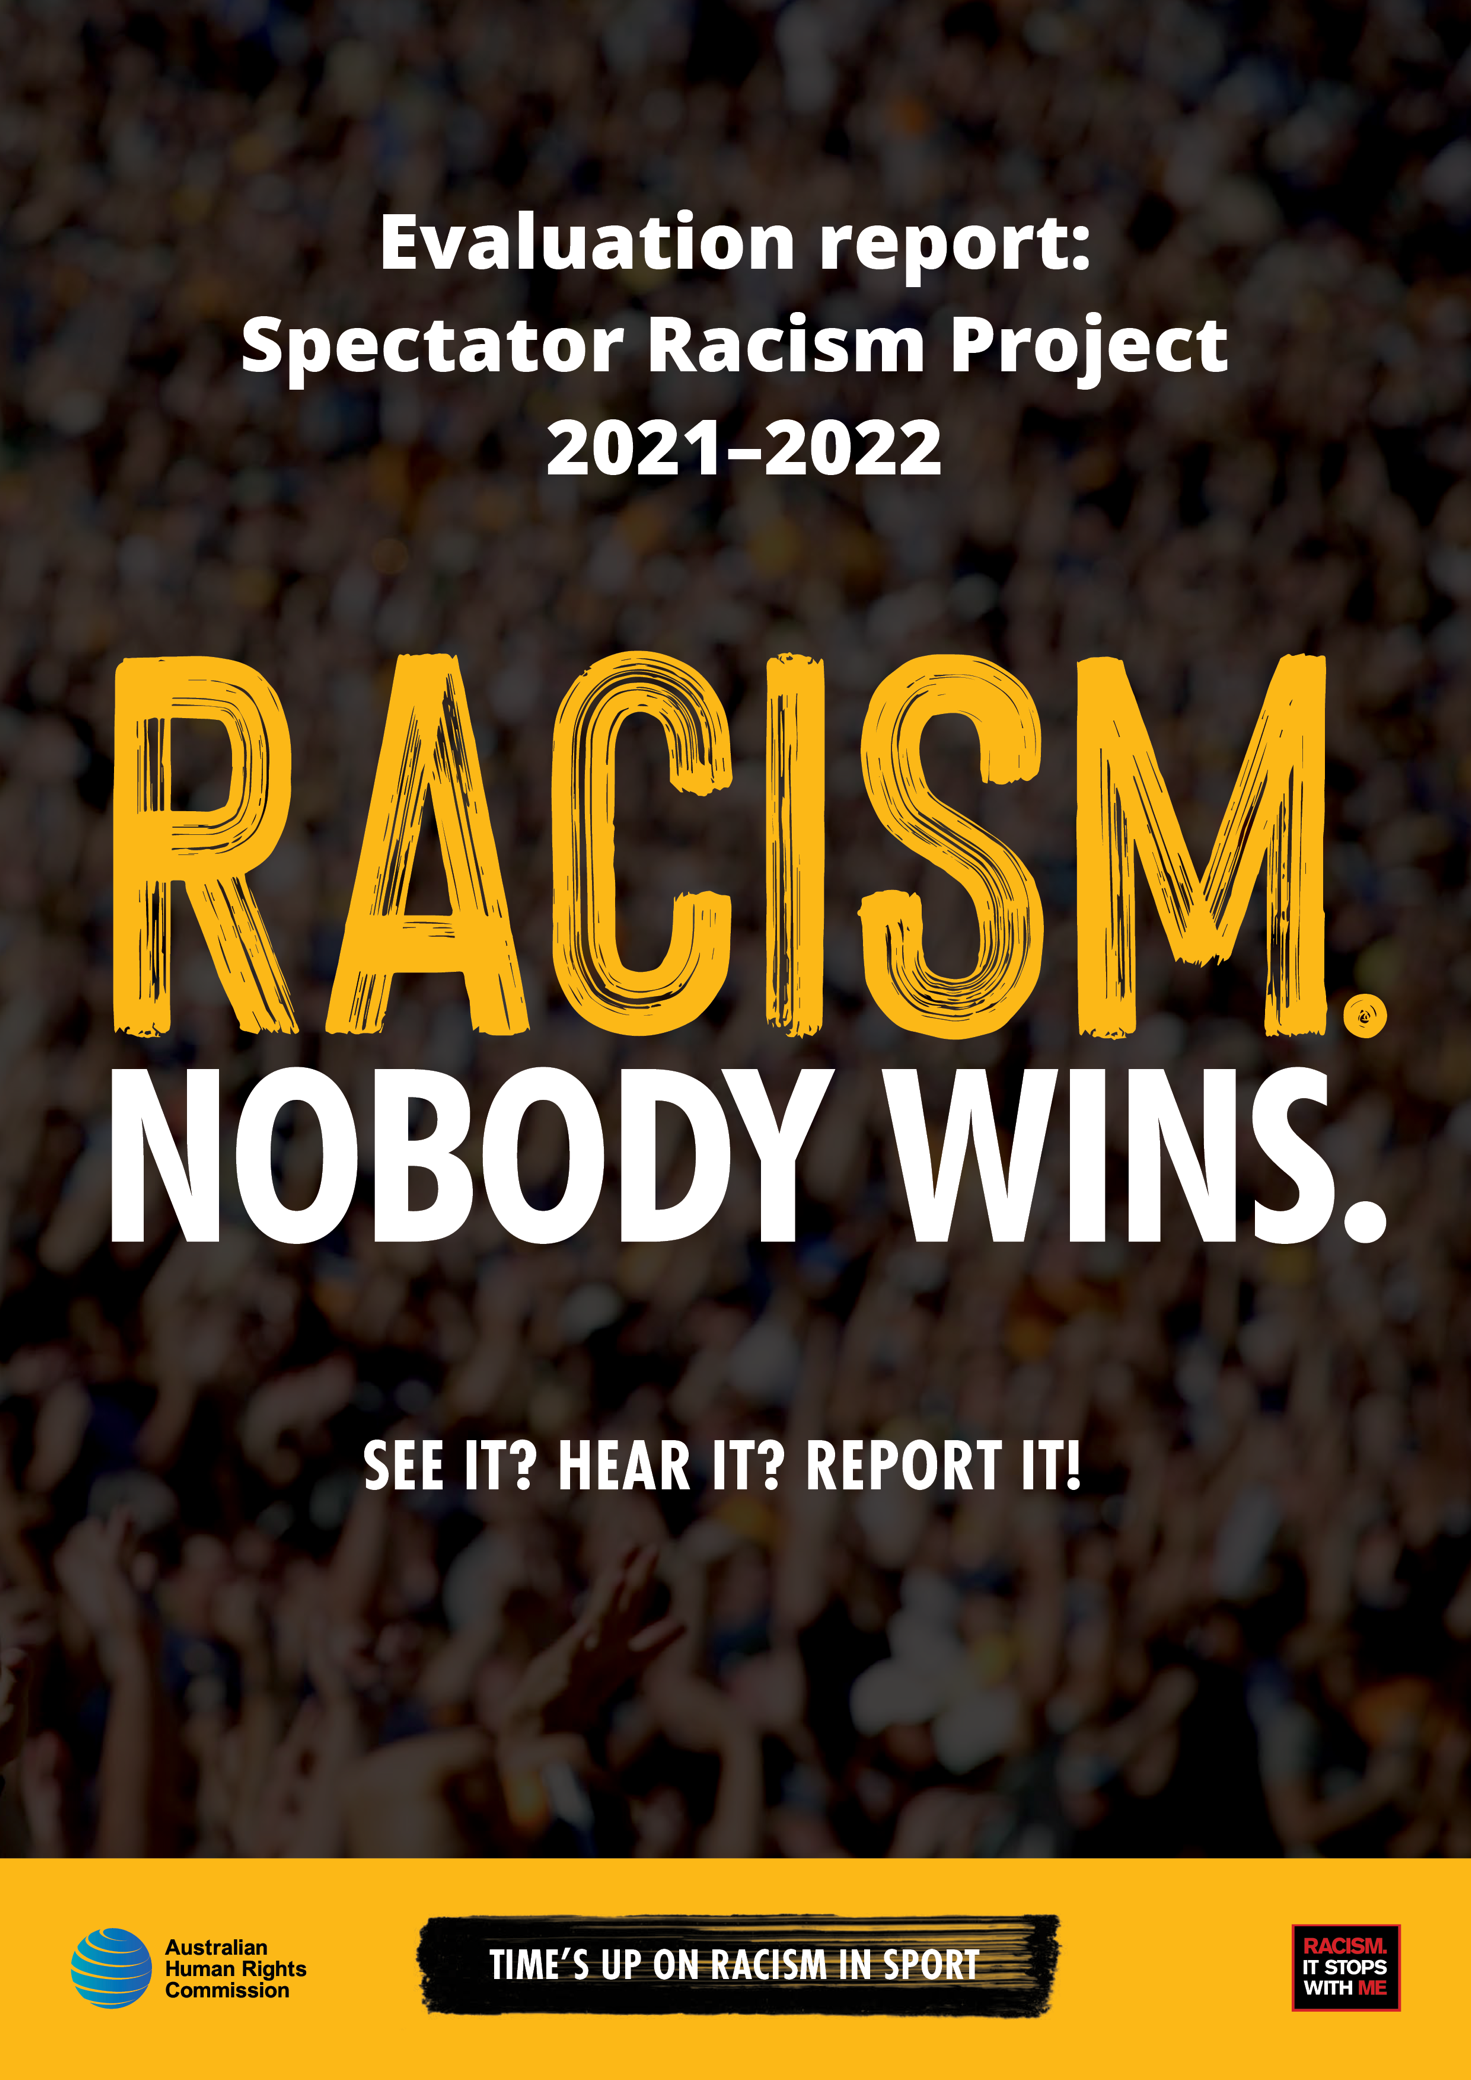 Evaluation report:
Spectator Racism Project
2021–2022
RACISM.
NOBODY WINS.
SEE IT? HEAR IT? REPORT IT!
Australian
Human Rights
Commission
TIME'S UP ON RACISM IN SPORT
RACISM.
IT STOPS
WITH ME